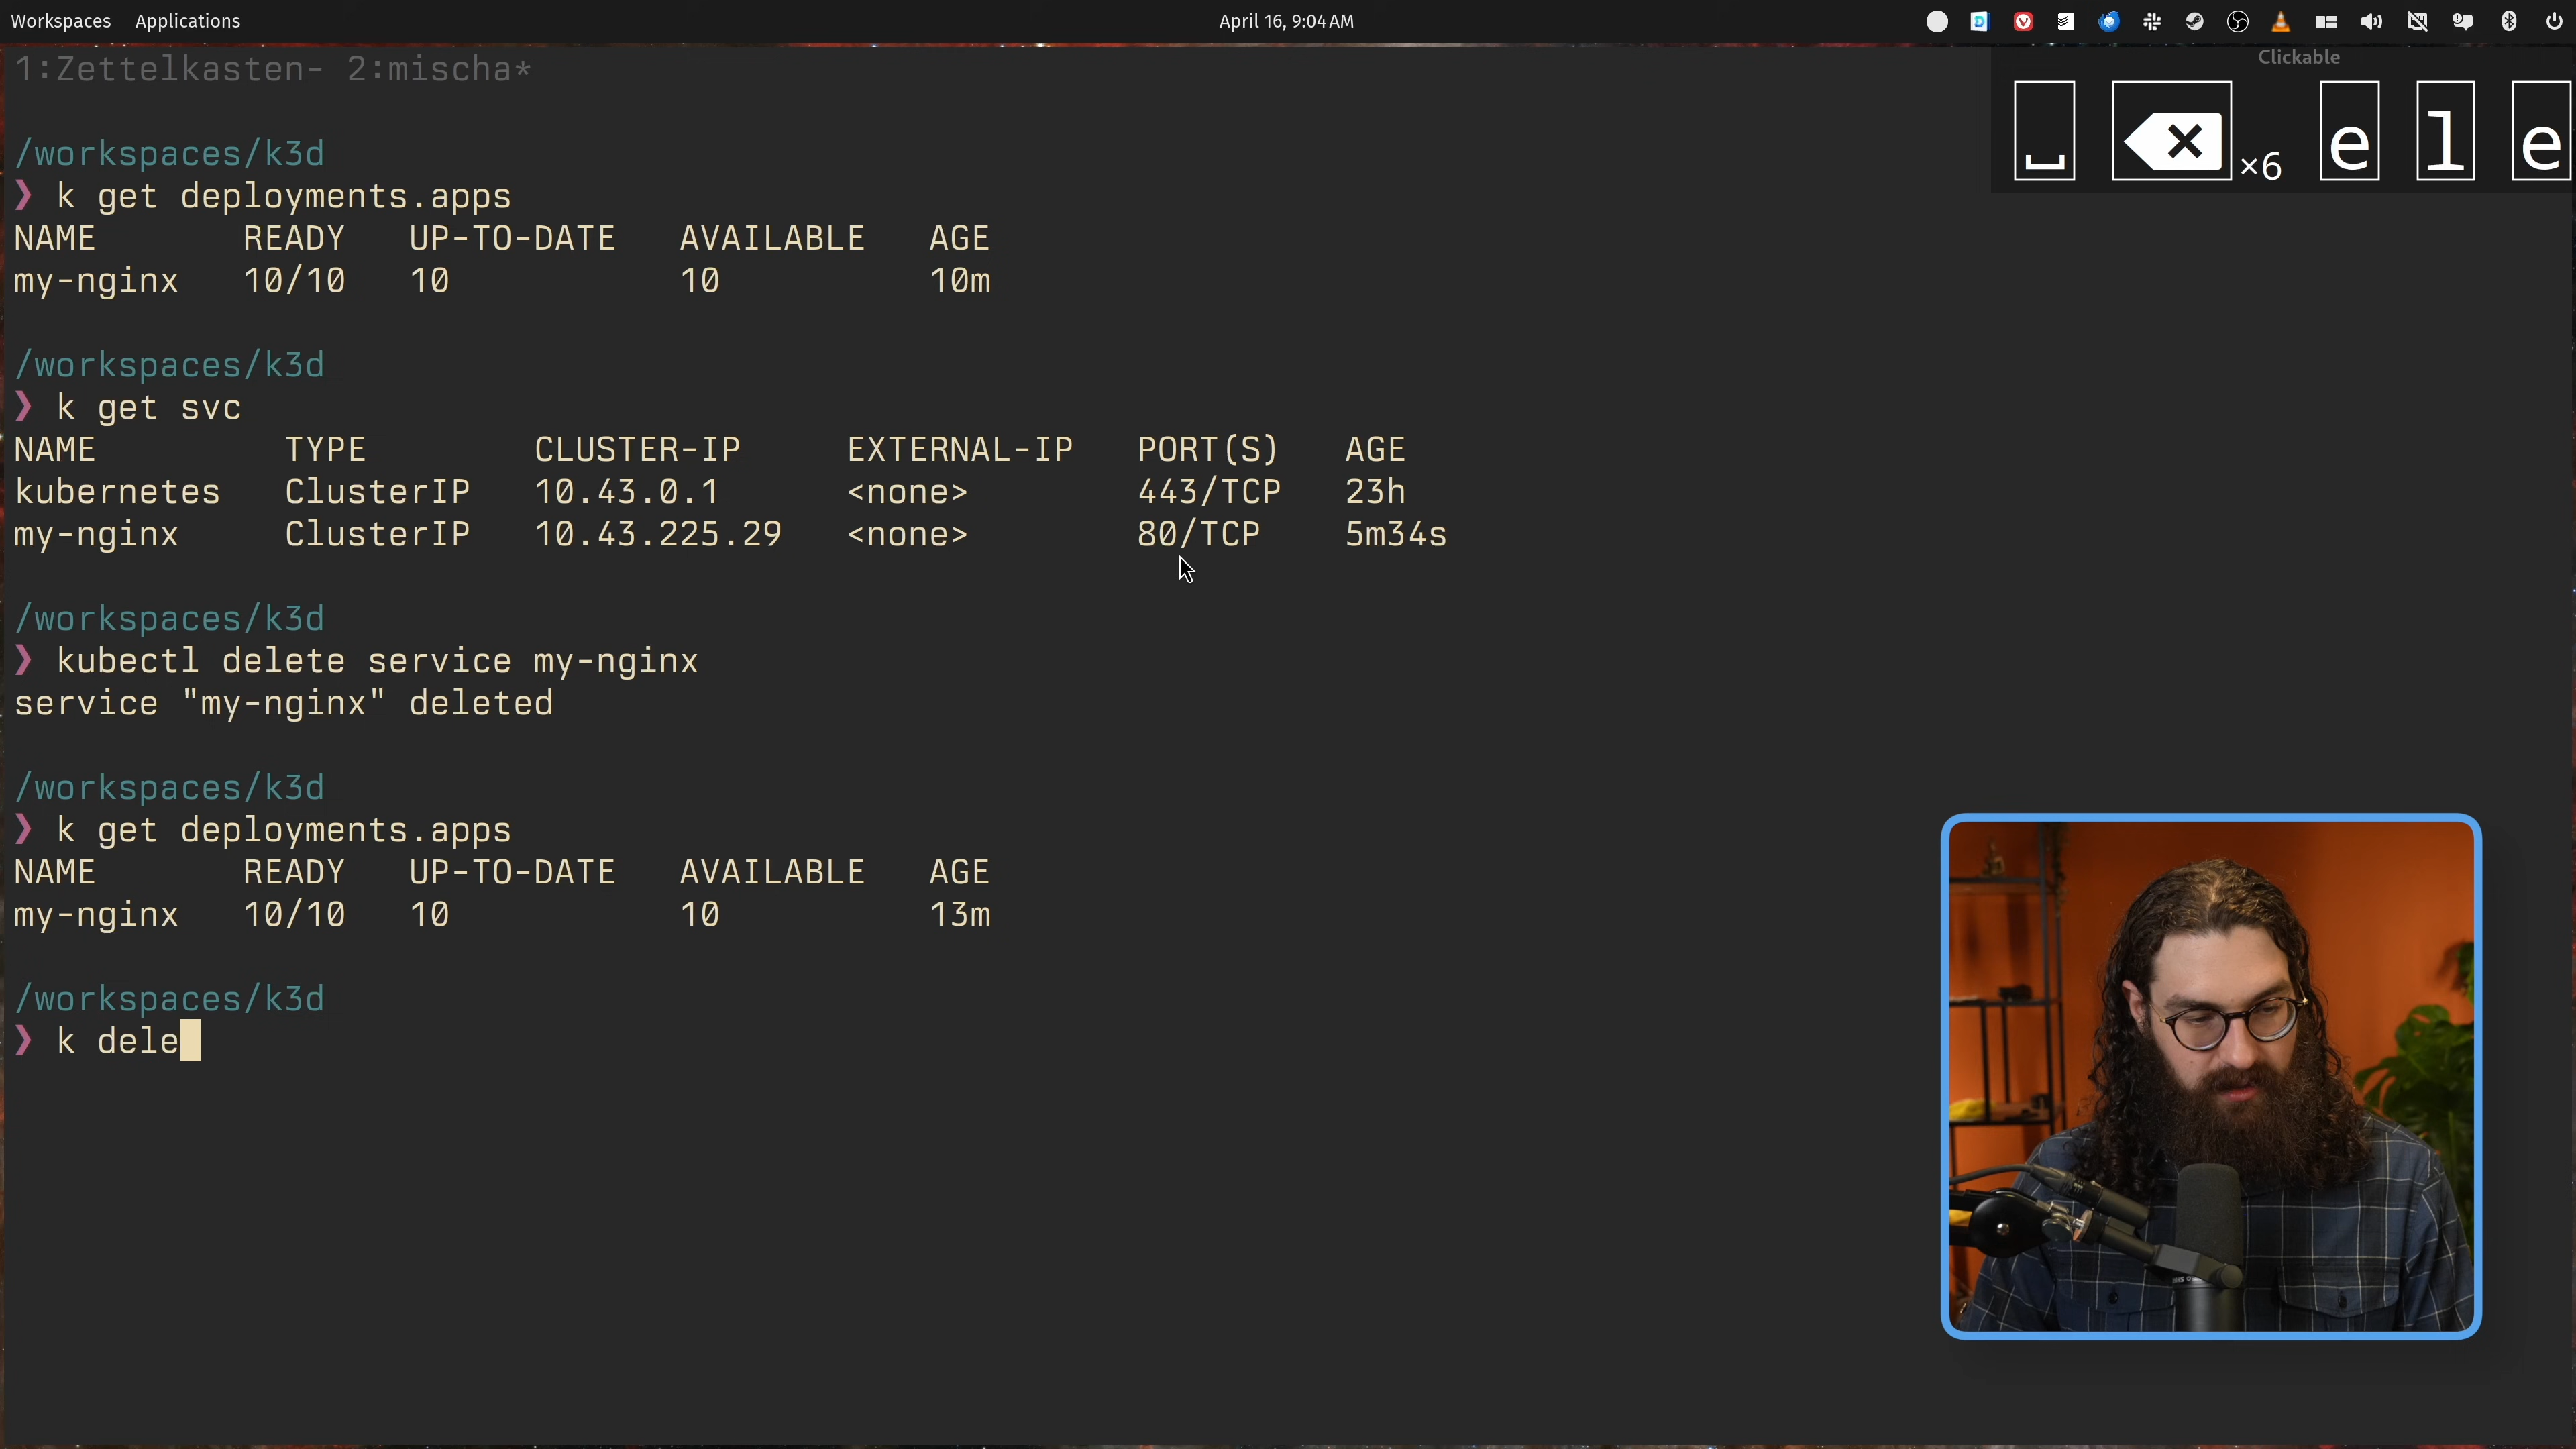 Workspaces Applications April 16, 9:04 AM
1:Zettelkasten- 2:mischa*
Clickable
×6 e l e
/workspaces/k3d
❯ k get deployments.apps
NAME READY UP-TO-DATE AVAILABLE AGE
my-nginx 10/10 10 10 10m
/workspaces/k3d
❯ k get svc
NAME TYPE CLUSTER-IP EXTERNAL-IP PORT(S) AGE
kubernetes ClusterIP 10.43.0.1 <none> 443/TCP 23h
my-nginx ClusterIP 10.43.225.29 <none> 80/TCP 5m34s
/workspaces/k3d
❯ kubectl delete service my-nginx
service "my-nginx" deleted
/workspaces/k3d
❯ k get deployments.apps
NAME READY UP-TO-DATE AVAILABLE AGE
my-nginx 10/10 10 10 13m
/workspaces/k3d
❯ k dele